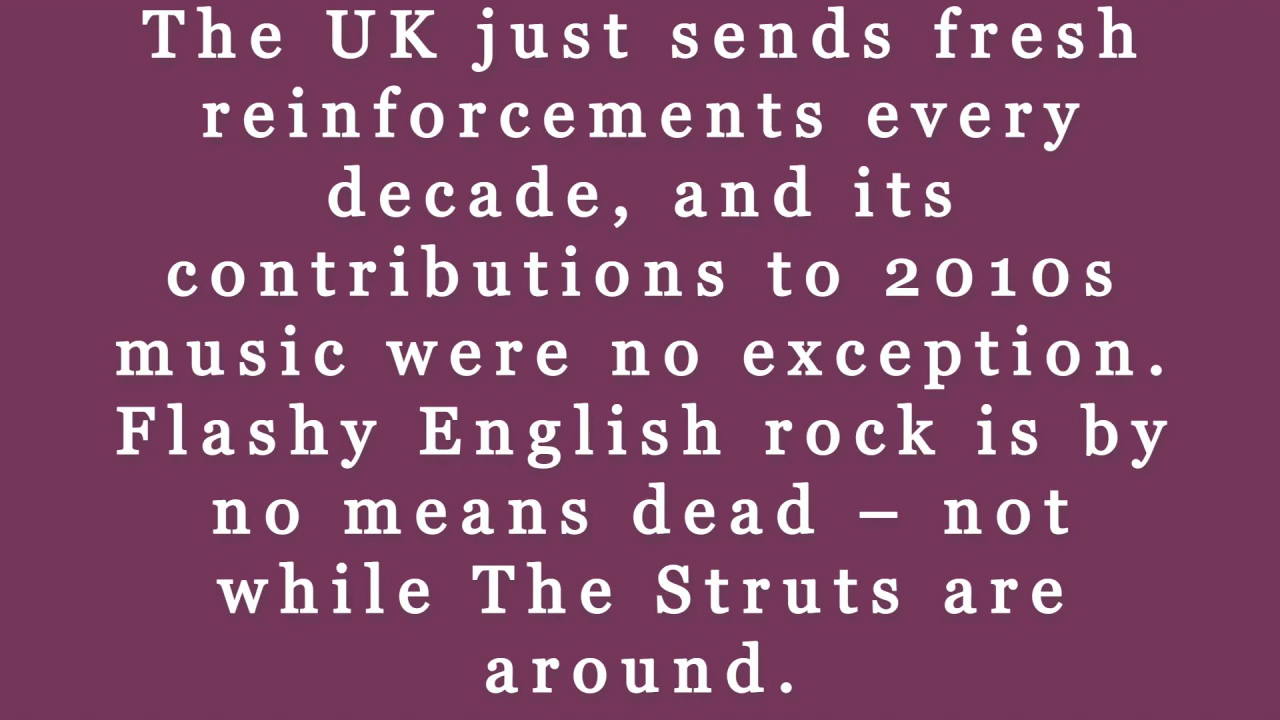 The UK just sends fresh
reinforcements every
decade, and its
contributions to 2010s
music were no exception.
Flashy English rock is by
no means dead – not
while The Struts are
around.